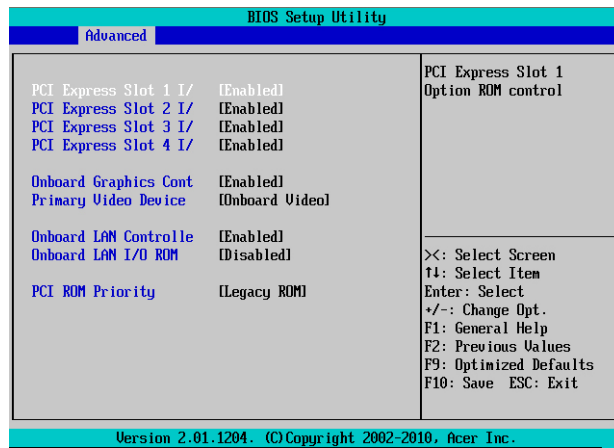 BIOS Setup Utility
Advanced
PCI Express Slot 1 I/ [Enabled]
PCI Express Slot 2 I/ [Enabled]
PCI Express Slot 3 I/ [Enabled]
PCI Express Slot 4 I/ [Enabled]
Onboard Graphics Cont [Enabled]
Primary Video Device [Onboard Video]
Onboard LAN Controlle [Enabled]
Onboard LAN I/O ROM [Disabled]
PCI ROM Priority [Legacy ROM]
PCI Express Slot 1
Option ROM control
><: Select Screen
↑↓: Select Item
Enter: Select
+/-: Change Opt.
F1: General Help
F2: Previous Values
F9: Optimized Defaults
F10: Save ESC: Exit
Version 2.01.1204. (C)Copyright 2002-2010, Acer Inc.